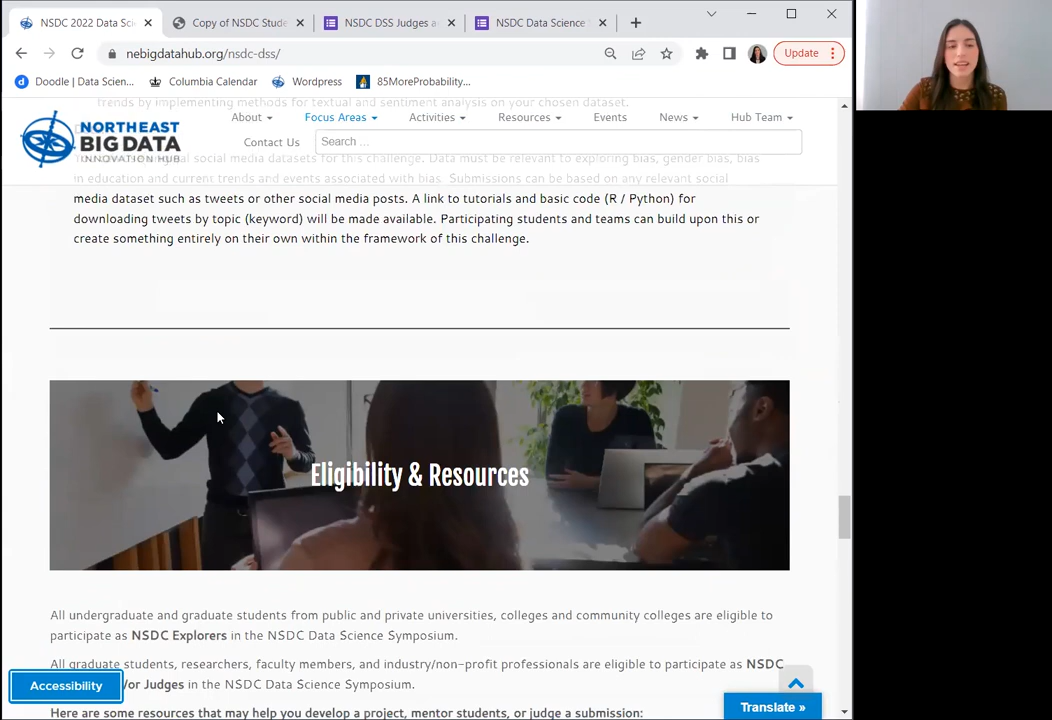 NSDC 2022 Data Sci
Copy of NSDC Stude
NSDC DSS Judges a
NSDC Data Science
nebigdatahub.org/nsdc-dss/
Update
Doodle | Data Scien...
Columbia Calendar
Wordpress
85MoreProbability...
trends by implementing methods for textual and sentiment analysis on your chosen dataset.
NORTHEAST
BIG DATA
INNOVATION HUB
About
Focus Areas
Activities
Resources
Events
News
Hub Team
Contact Us
Search ...
social media datasets for this challenge. Data must be relevant to exploring bias, gender bias, bias
in education and current trends and events associated with bias. Submissions can be based on any relevant social
media dataset such as tweets or other social media posts. A link to tutorials and basic code (R / Python) for
downloading tweets by topic (keyword) will be made available. Participating students and teams can build upon this or
create something entirely on their own within the framework of this challenge.
Eligibility & Resources
All undergraduate and graduate students from public and private universities, colleges and community colleges are eligible to
participate as NSDC Explorers in the NSDC Data Science Symposium.
All graduate students, researchers, faculty members, and industry/non-profit professionals are eligible to participate as NSDC
/or Judges in the NSDC Data Science Symposium.
Here are some resources that may help you develop a project, mentor students, or judge a submission:
Accessibility
Translate »